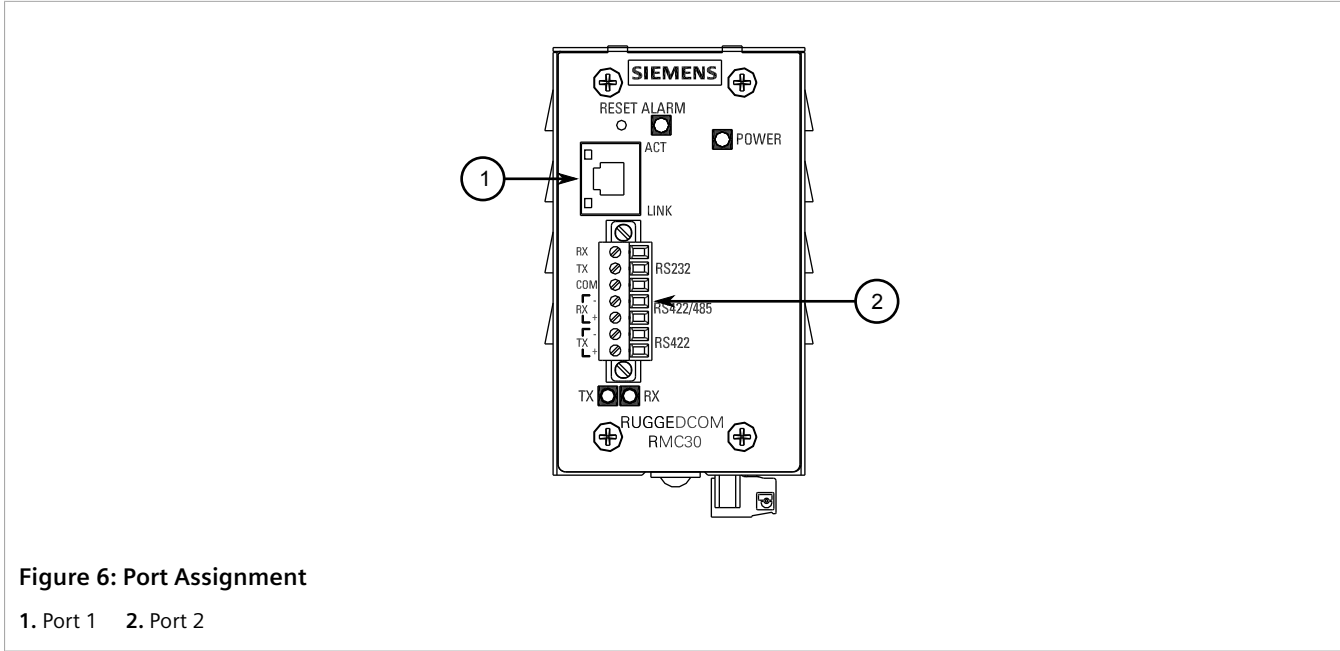 SIEMENS
RESET ALARM
POWER
ACT
1
LINK
RX
TX RS232
COM
-
RX RS422/485 2
+
-
TX RS422
+
TX RX
RUGGEDCOM
RMC30
Figure 6: Port Assignment
1. Port 1 2. Port 2